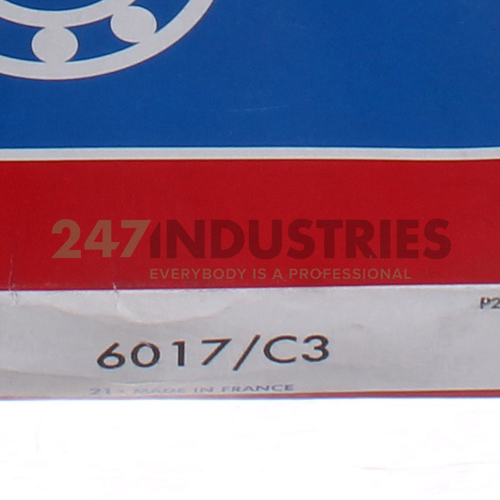 247INDUSTRIES®
EVERYBODY IS A PROFESSIONAL
P2
6017/C3
21 - MADE IN FRANCE